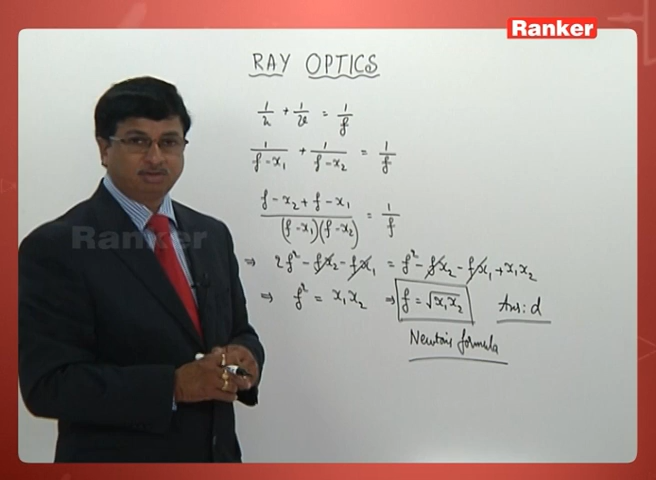 Ranker
RAY OPTICS
1/u + 1/v = 1/f
1/(f-x₁) + 1/(f-x₂) = 1/f
(f-x₂+f-x₁)/((f-x₁)(f-x₂)) = 1/f
Ranker
⇒ 2f² - fx₂ - fx₁ = f² - fx₂ - fx₁ + x₁x₂
⇒ f² = x₁x₂ ⇒ f = √x₁x₂ Ans: d
Newton's formula